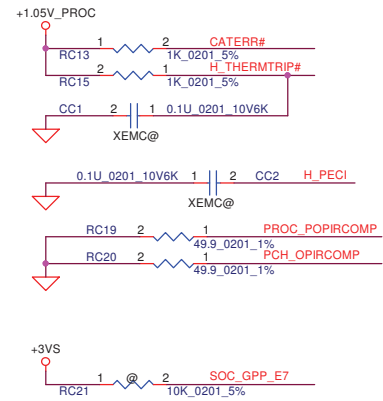 +1.05V_PROC
1 2 CATERR#
RC13 1K_0201_5%
2 1 H_THERMTRIP#
RC15 1K_0201_5%
CC1 2 1 0.1U_0201_10V6K
XEMC@
0.1U_0201_10V6K 1 2 CC2 H_PECI
XEMC@
RC19 2 1 PROC_POPIRCOMP
49.9_0201_1%
RC20 2 1 PCH_OPIRCOMP
49.9_0201_1%
+3VS
1 @ 2 SOC_GPP_E7
RC21 10K_0201_5%